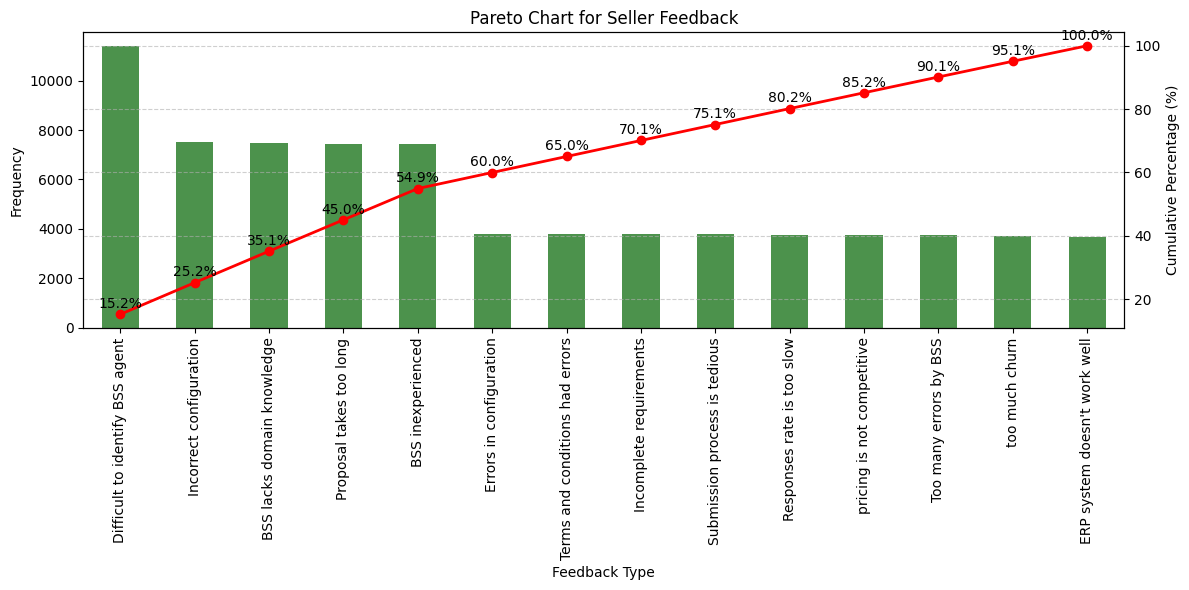 Pareto Chart for Seller Feedback
Frequency
10000
8000
6000
4000
2000
0
15.2%
25.2%
35.1%
45.0%
54.9%
60.0%
65.0%
70.1%
75.1%
80.2%
85.2%
90.1%
95.1%
100.0%
100
80
60
40
20
Cumulative Percentage (%)
Difficult to identify BSS agent
Incorrect configuration
BSS lacks domain knowledge
Proposal takes too long
BSS inexperienced
Errors in configuration
Terms and conditions had errors
Incomplete requirements
Submission process is tedious
Responses rate is too slow
pricing is not competitive
Too many errors by BSS
too much churn
ERP system doesn't work well
Feedback Type